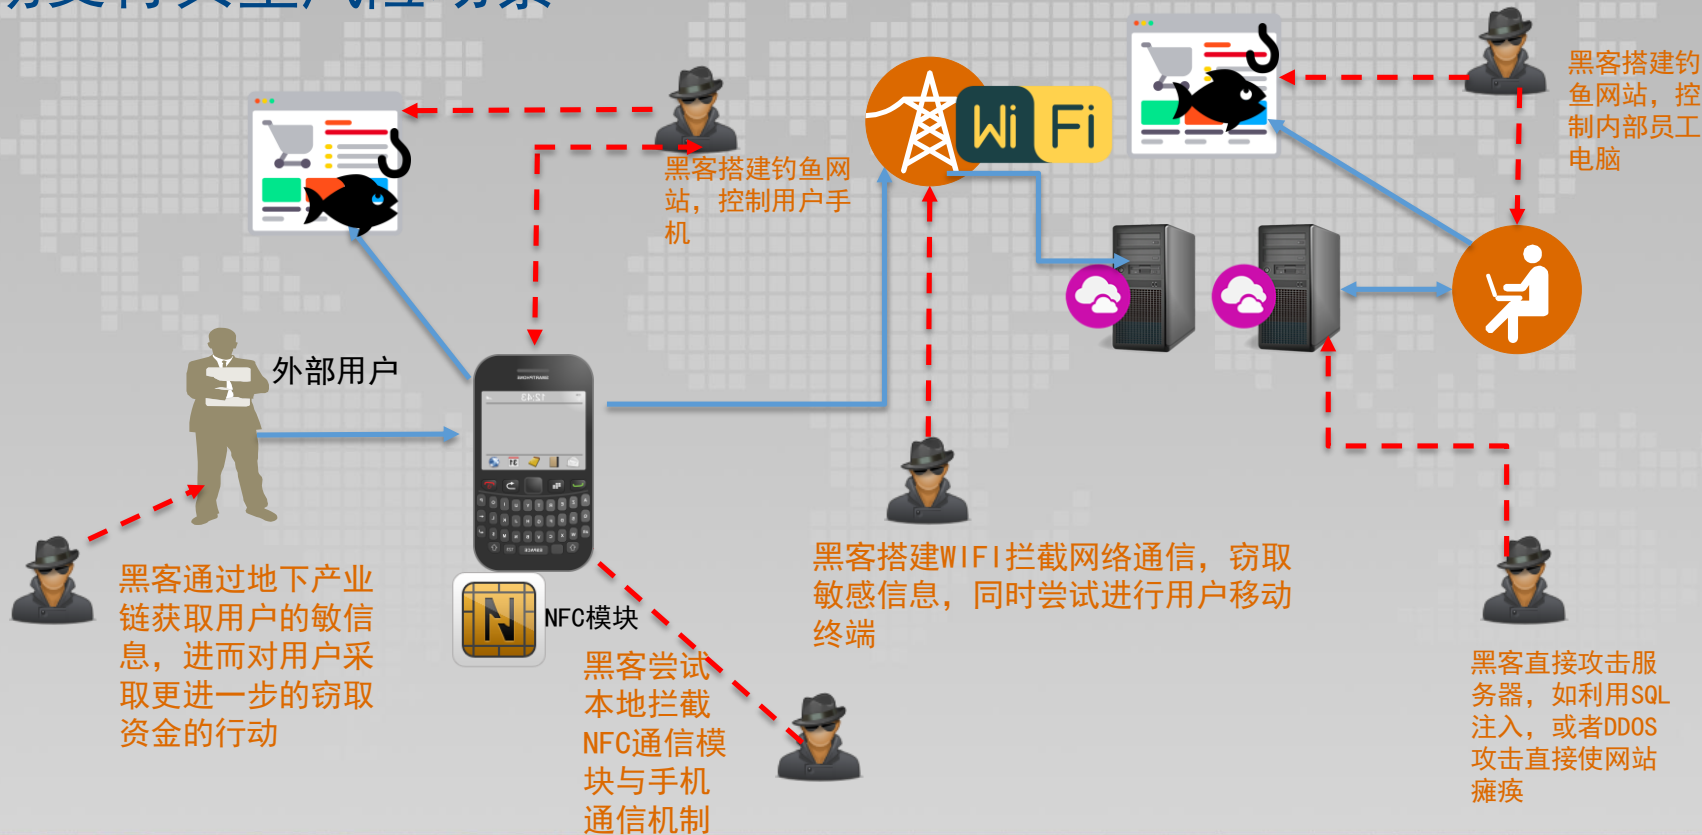 黑客搭建钓鱼网
站，控制用户手
机
Wi Fi
黑客搭建钓
鱼网站，控
制内部员工
电脑
外部用户
12:43
黑客搭建WIFI拦截网络通信，窃取
敏感信息，同时尝试进行用户移动
终端
黑客通过地下产业
链获取用户的敏信
息，进而对用户采
取更进一步的窃取
资金的行动
N
NFC模块
黑客尝试
本地拦截
NFC通信模
块与手机
通信机制
黑客直接攻击服
务器，如利用SQL
注入，或者DDOS
攻击直接使网站
瘫痪